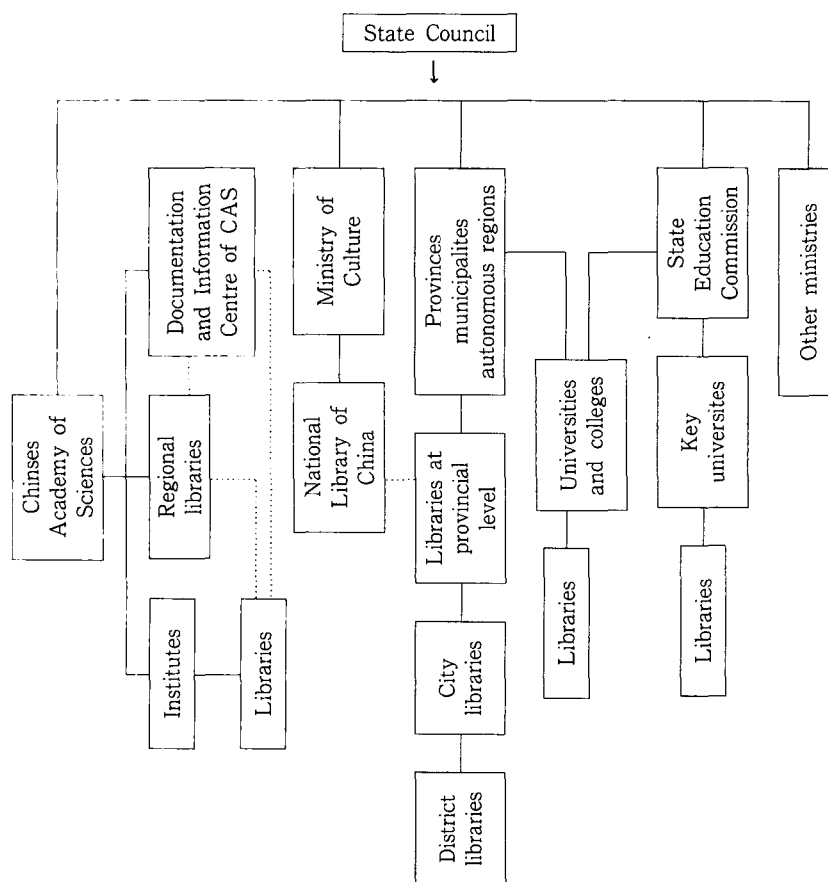 State Council
Chinses
Academy of
Sciences
Documentation
and Information
Centre of CAS
Regional
libraries
Institutes
Libraries
Ministry of
Culture
National
Library of
China
Provinces
municipalites
autonomous regions
Libraries at
provincial
level
City
libraries
District
libraries
Universities
and colleges
Libraries
State
Education
Commission
Key
universites
Libraries
Other ministries